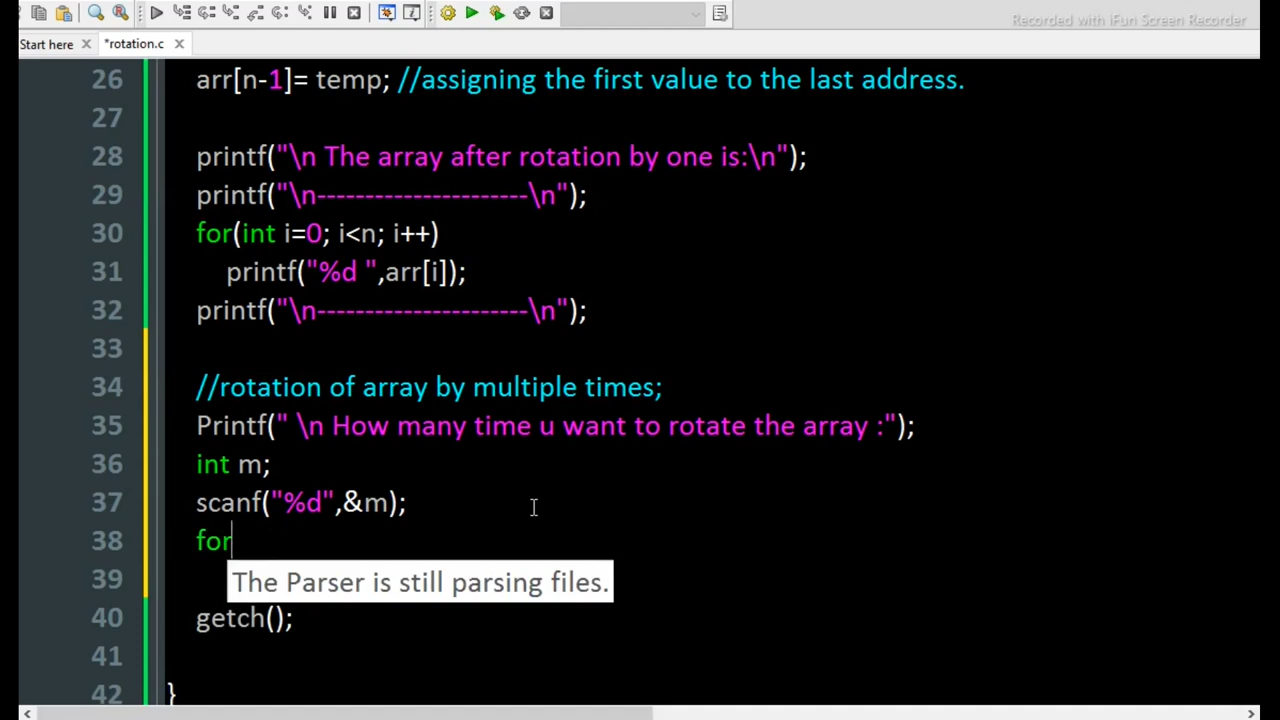 Recorded with iFun Screen Recorder
Start here
*rotation.c
26 arr[n-1]= temp; //assigning the first value to the last address.
27
28 printf("\n The array after rotation by one is:\n");
29 printf("\n----------------------\n");
30 for(int i=0; i<n; i++)
31 printf("%d ",arr[i]);
32 printf("\n----------------------\n");
33
34 //rotation of array by multiple times;
35 Printf(" \n How many time u want to rotate the array :");
36 int m;
37 scanf("%d",&m);
38 for
39 The Parser is still parsing files.
40 getch();
41
42 }